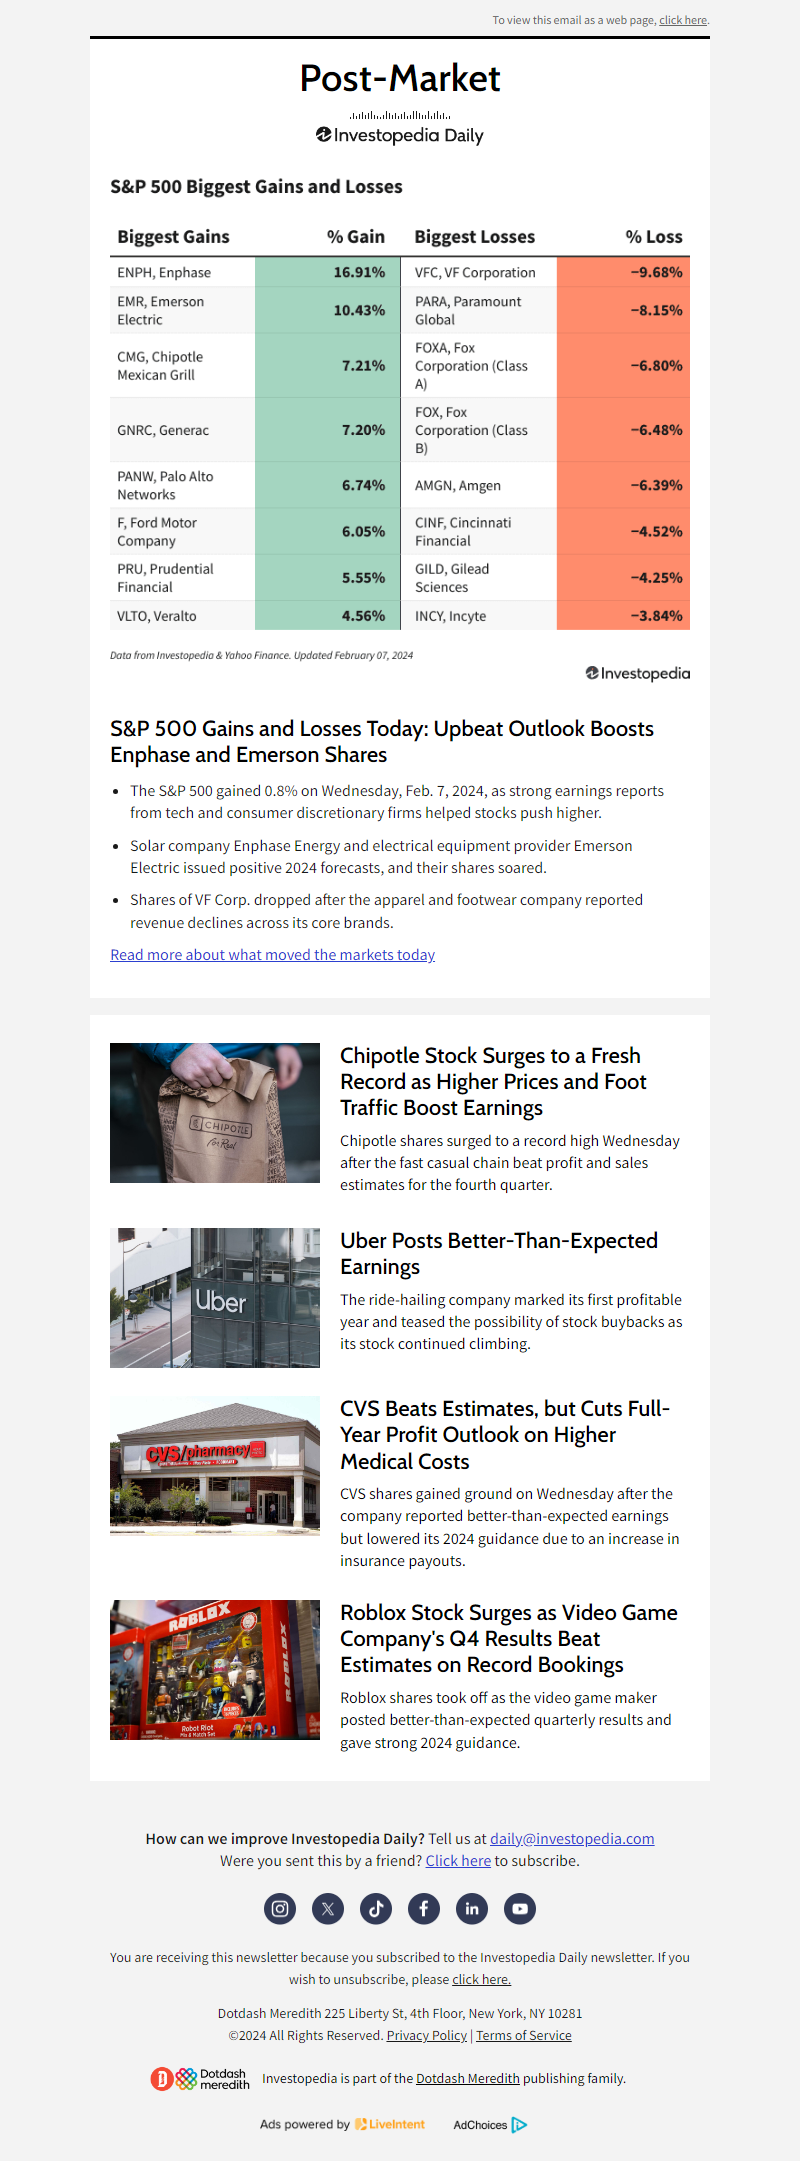 To view this email as a web page, click here.
Post-Market
Investopedia Daily
S&P 500 Biggest Gains and Losses
Biggest Gains % Gain Biggest Losses % Loss
ENPH, Enphase 16.91% VFC, VF Corporation −9.68%
EMR, Emerson Electric 10.43% PARA, Paramount Global −8.15%
CMG, Chipotle Mexican Grill 7.21% FOXA, Fox Corporation (Class A) −6.80%
GNRC, Generac 7.20% FOX, Fox Corporation (Class B) −6.48%
PANW, Palo Alto Networks 6.74% AMGN, Amgen −6.39%
F, Ford Motor Company 6.05% CINF, Cincinnati Financial −4.52%
PRU, Prudential Financial 5.55% GILD, Gilead Sciences −4.25%
VLTO, Veralto 4.56% INCY, Incyte −3.84%
Data from Investopedia & Yahoo Finance. Updated February 07, 2024
Investopedia
S&P 500 Gains and Losses Today: Upbeat Outlook Boosts
Enphase and Emerson Shares
• The S&P 500 gained 0.8% on Wednesday, Feb. 7, 2024, as strong earnings reports
from tech and consumer discretionary firms helped stocks push higher.
• Solar company Enphase Energy and electrical equipment provider Emerson
Electric issued positive 2024 forecasts, and their shares soared.
• Shares of VF Corp. dropped after the apparel and footwear company reported
revenue declines across its core brands.
Read more about what moved the markets today
CHIPOTLE
for Real
Chipotle Stock Surges to a Fresh
Record as Higher Prices and Foot
Traffic Boost Earnings
Chipotle shares surged to a record high Wednesday
after the fast casual chain beat profit and sales
estimates for the fourth quarter.
Uber
Uber Posts Better-Than-Expected
Earnings
The ride-hailing company marked its first profitable
year and teased the possibility of stock buybacks as
its stock continued climbing.
CVS/pharmacy
CVS Beats Estimates, but Cuts Full-
Year Profit Outlook on Higher
Medical Costs
CVS shares gained ground on Wednesday after the
company reported better-than-expected earnings
but lowered its 2024 guidance due to an increase in
insurance payouts.
ROBLOX
ROBLOX
Robot Riot
Mix & Match Set
Roblox Stock Surges as Video Game
Company's Q4 Results Beat
Estimates on Record Bookings
Roblox shares took off as the video game maker
posted better-than-expected quarterly results and
gave strong 2024 guidance.
How can we improve Investopedia Daily? Tell us at daily@investopedia.com
Were you sent this by a friend? Click here to subscribe.
You are receiving this newsletter because you subscribed to the Investopedia Daily newsletter. If you
wish to unsubscribe, please click here.
Dotdash Meredith 225 Liberty St, 4th Floor, New York, NY 10281
©2024 All Rights Reserved. Privacy Policy | Terms of Service
Dotdash
meredith
Investopedia is part of the Dotdash Meredith publishing family.
Ads powered by LiveIntent AdChoices